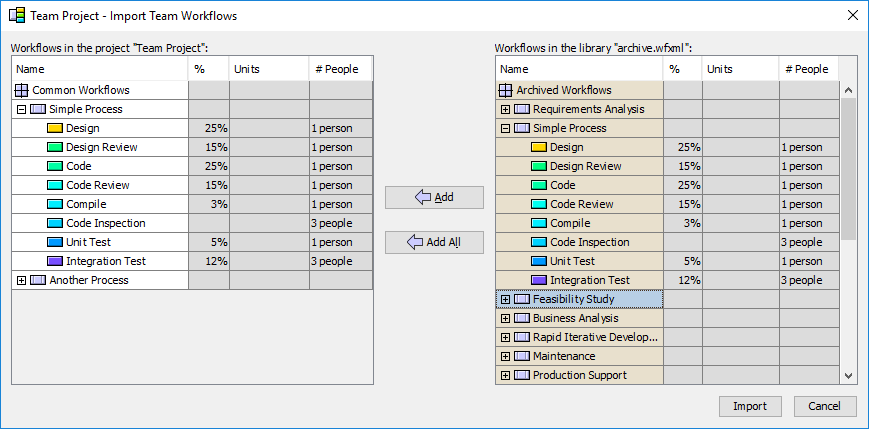 Team Project - Import Team Workflows
Workflows in the project "Team Project":
Name % Units # People
Common Workflows
Simple Process
Design 25% 1 person
Design Review 15% 1 person
Code 25% 1 person
Code Review 15% 1 person
Compile 3% 1 person
Code Inspection 3 people
Unit Test 5% 1 person
Integration Test 12% 3 people
Another Process
Add
Add All
Workflows in the library "archive.wfxml":
Name % Units # People
Archived Workflows
Requirements Analysis
Simple Process
Design 25% 1 person
Design Review 15% 1 person
Code 25% 1 person
Code Review 15% 1 person
Compile 3% 1 person
Code Inspection 3 people
Unit Test 5% 1 person
Integration Test 12% 3 people
Feasibility Study
Business Analysis
Rapid Iterative Develop...
Maintenance
Production Support
Import Cancel